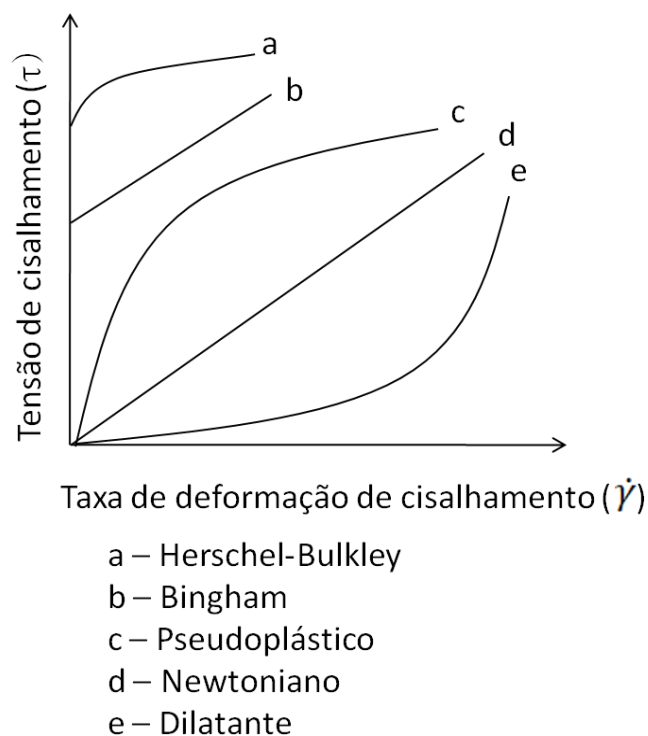 a
b
c
d
e
Tensão de cisalhamento (τ)
Taxa de deformação de cisalhamento (γ̇)
a – Herschel-Bulkley
b – Bingham
c – Pseudoplástico
d – Newtoniano
e – Dilatante